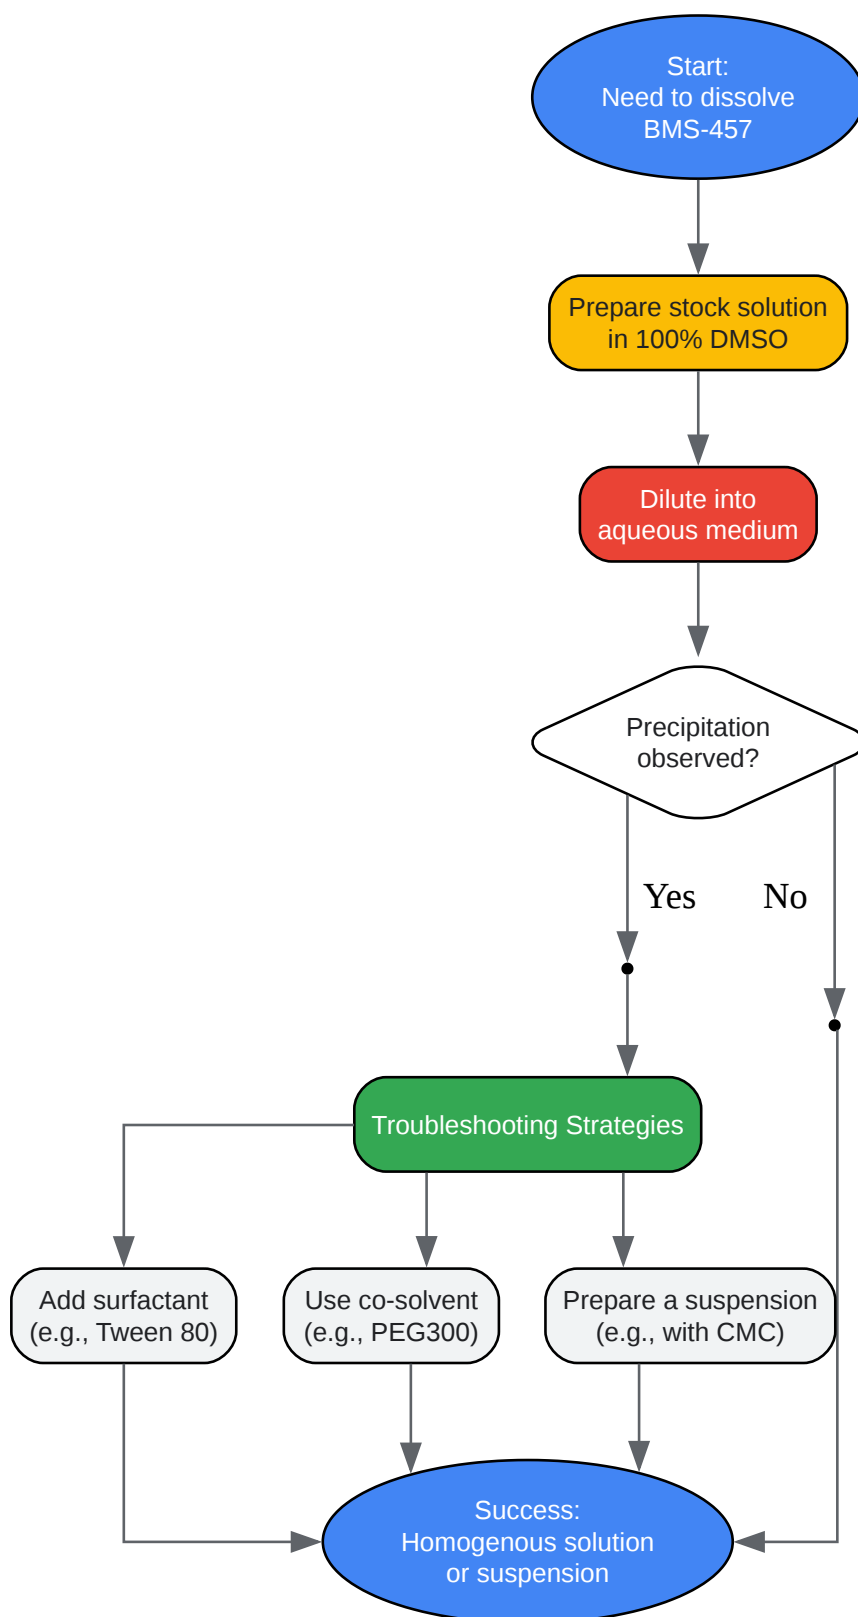 Start:
Need to dissolve
BMS-457
Prepare stock solution
in 100% DMSO
Dilute into
aqueous medium
Precipitation
observed?
Yes
No
Troubleshooting Strategies
Add surfactant
(e.g., Tween 80)
Use co-solvent
(e.g., PEG300)
Prepare a suspension
(e.g., with CMC)
Success:
Homogenous solution
or suspension